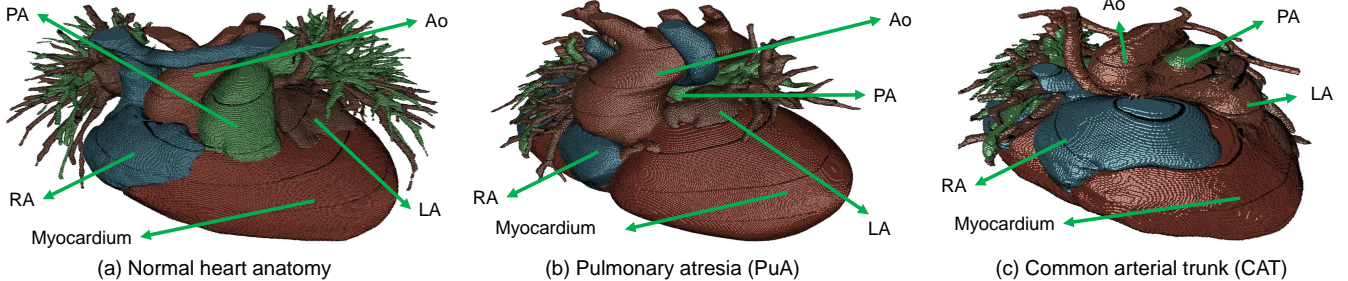 PA
Ao
RA
Myocardium
LA
(a) Normal heart anatomy
Ao
PA
RA
Myocardium
LA
(b) Pulmonary atresia (PuA)
Ao
PA
LA
RA
Myocardium
(c) Common arterial trunk (CAT)